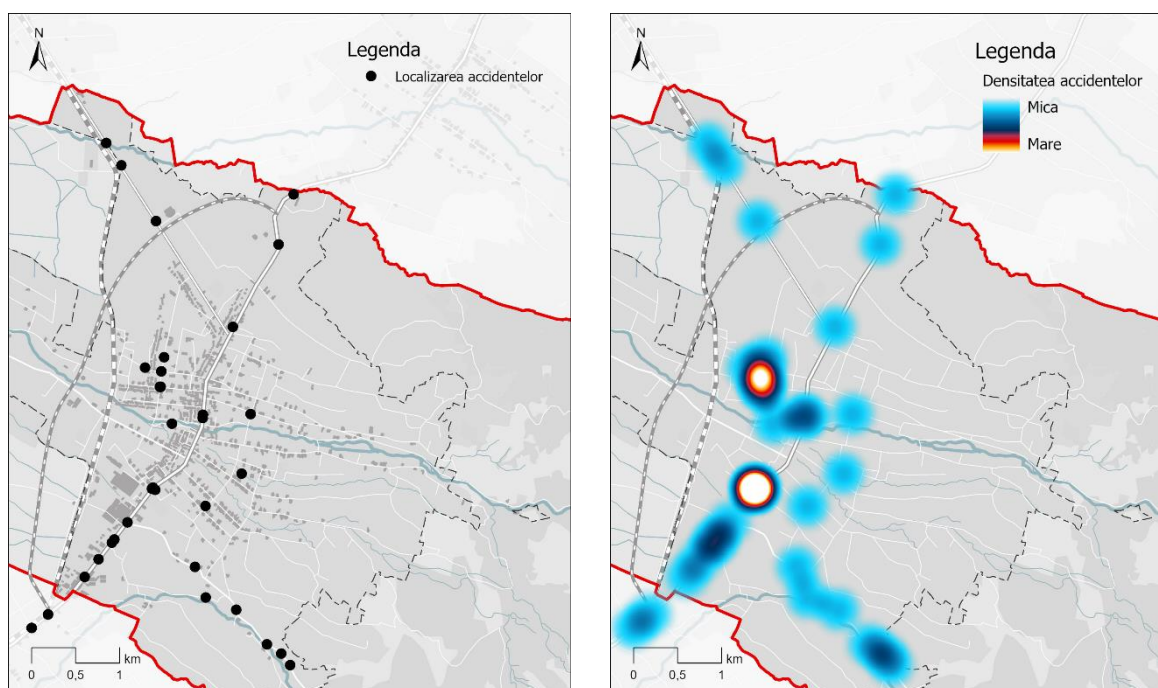 N
Legenda
Localizarea accidentelor
0 0,5 1 km
N
Legenda
Densitatea accidentelor
Mica
Mare
0 0,5 1 km